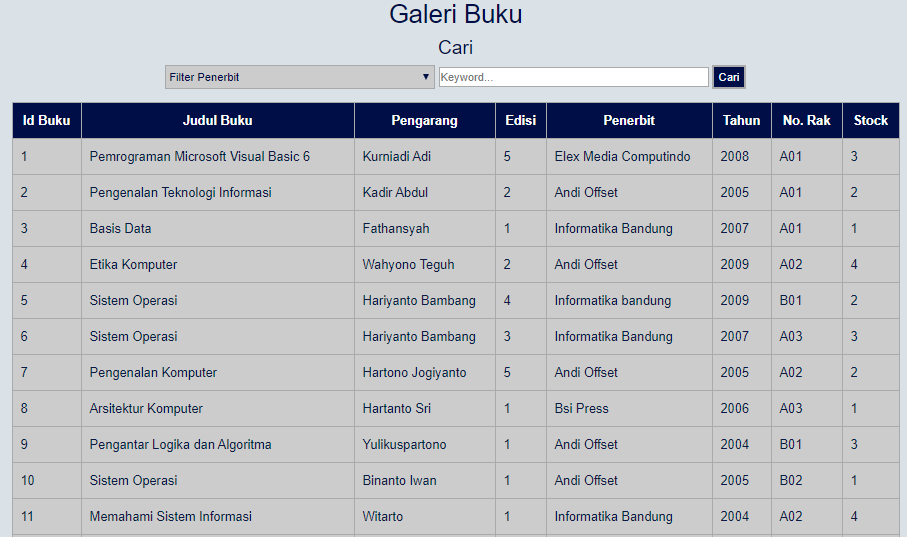 Galeri Buku
Cari
Filter Penerbit Keyword... Cari
Id Buku Judul Buku Pengarang Edisi Penerbit Tahun No. Rak Stock
1 Pemrograman Microsoft Visual Basic 6 Kurniadi Adi 5 Elex Media Computindo 2008 A01 3
2 Pengenalan Teknologi Informasi Kadir Abdul 2 Andi Offset 2005 A01 2
3 Basis Data Fathansyah 1 Informatika Bandung 2007 A01 1
4 Etika Komputer Wahyono Teguh 2 Andi Offset 2009 A02 4
5 Sistem Operasi Hariyanto Bambang 4 Informatika bandung 2009 B01 2
6 Sistem Operasi Hariyanto Bambang 3 Informatika Bandung 2007 A03 3
7 Pengenalan Komputer Hartono Jogiyanto 5 Andi Offset 2005 A02 2
8 Arsitektur Komputer Hartanto Sri 1 Bsi Press 2006 A03 1
9 Pengantar Logika dan Algoritma Yulikuspartono 1 Andi Offset 2004 B01 3
10 Sistem Operasi Binanto Iwan 1 Andi Offset 2005 B02 1
11 Memahami Sistem Informasi Witarto 1 Informatika Bandung 2004 A02 4